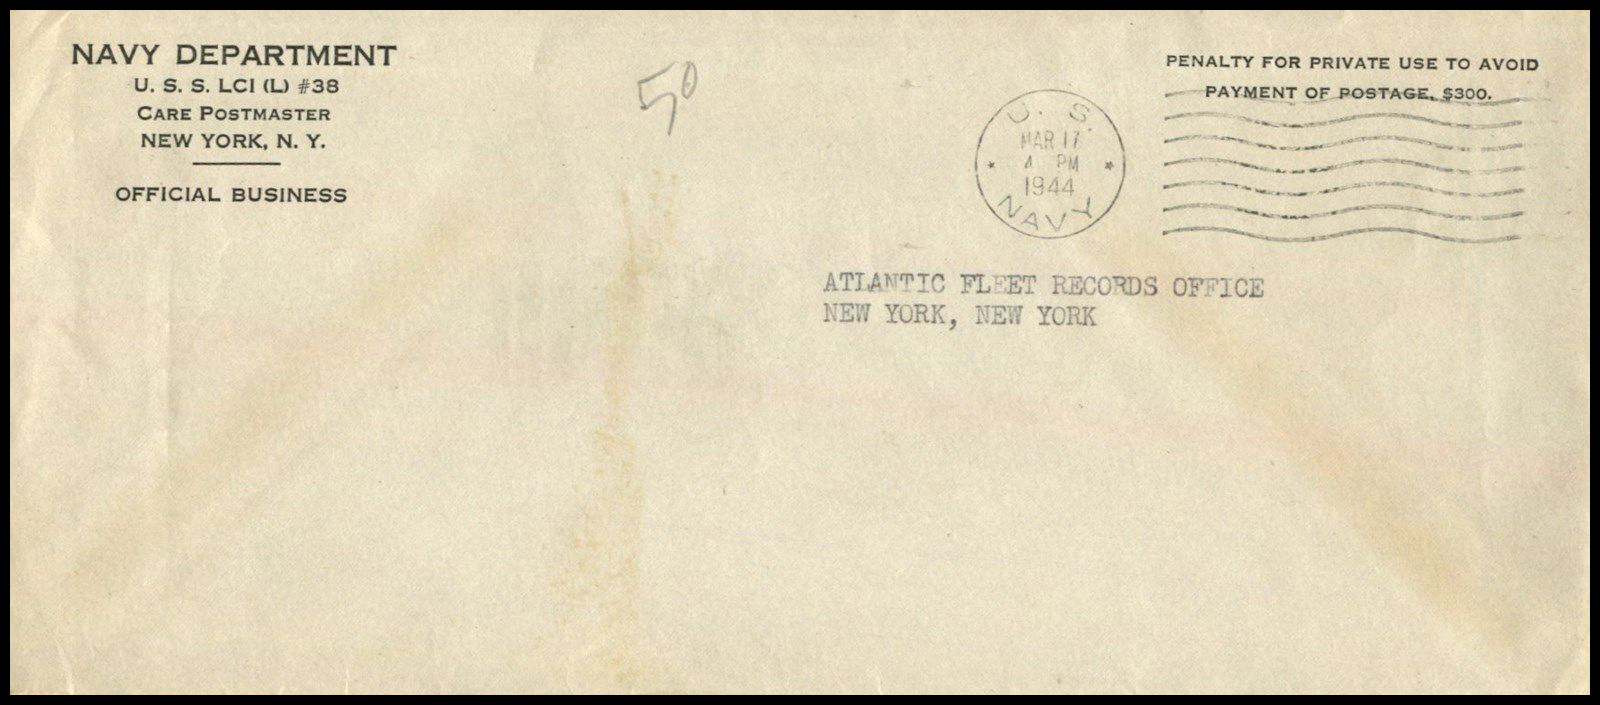 NAVY DEPARTMENT
U. S. S. LCI (L) #38
CARE POSTMASTER
NEW YORK, N. Y.
OFFICIAL BUSINESS
50
U. S.
MAR 17
4 PM
1944
NAVY
PENALTY FOR PRIVATE USE TO AVOID
PAYMENT OF POSTAGE, $300.
ATLANTIC FLEET RECORDS OFFICE
NEW YORK, NEW YORK